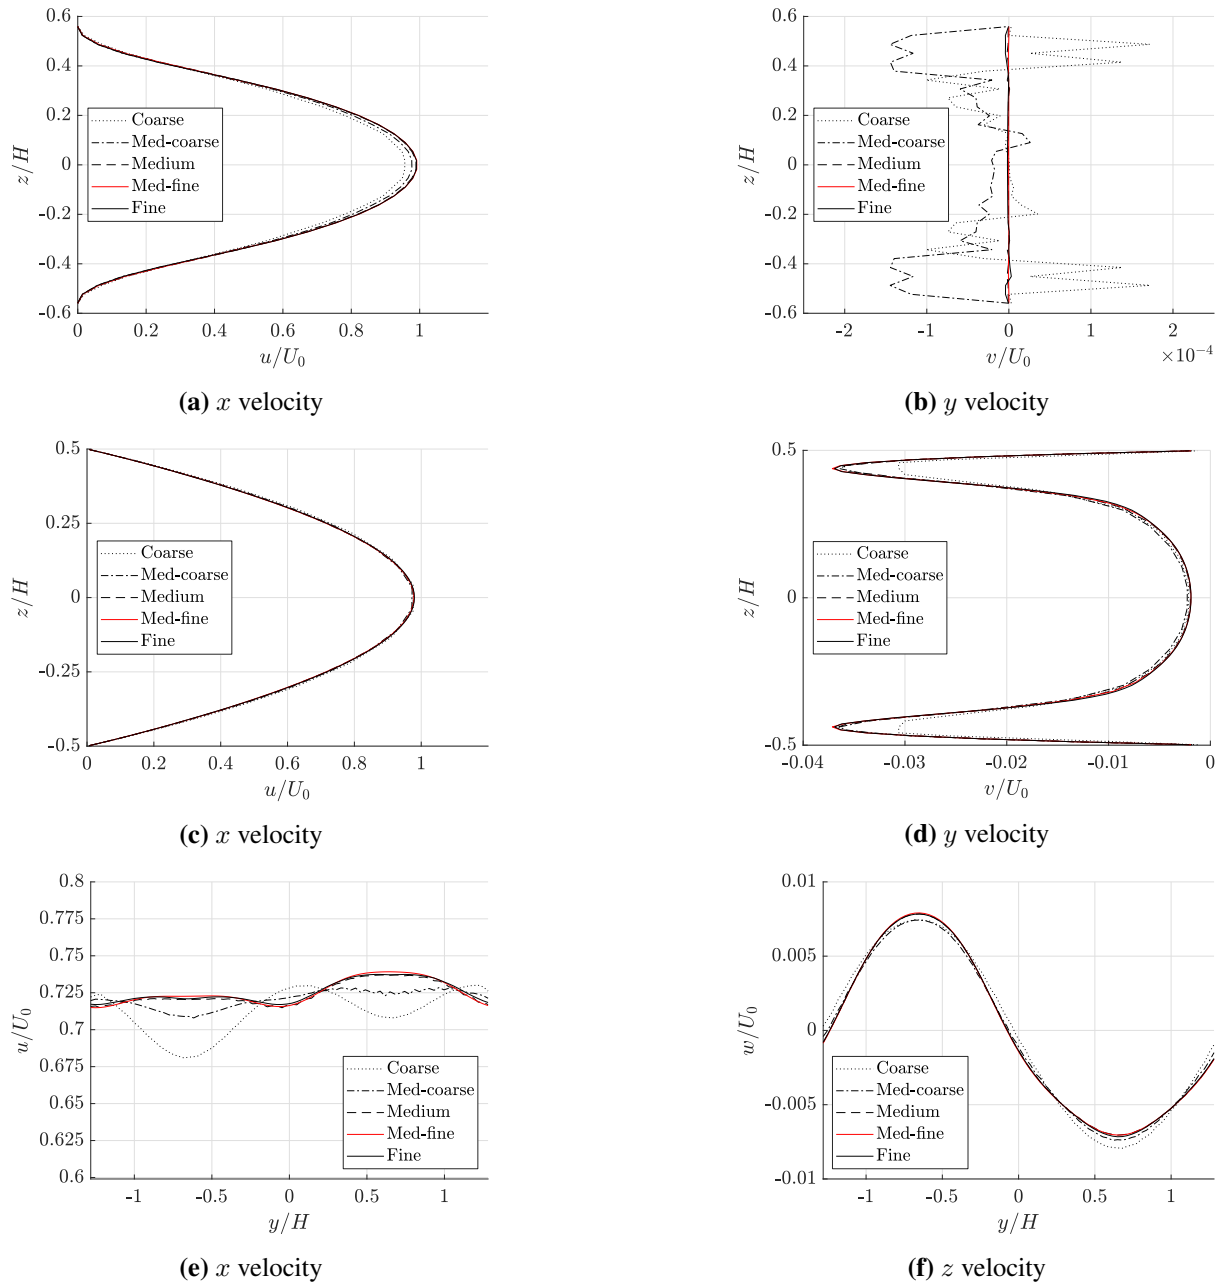 0.6
0.4
0.2
0
-0.2
-0.4
-0.6
z/H
Coarse
Med-coarse
Medium
Med-fine
Fine
0 0.2 0.4 0.6 0.8 1
u/U₀
(a) x velocity
0.6
0.4
0.2
0
-0.2
-0.4
-0.6
z/H
Coarse
Med-coarse
Medium
Med-fine
Fine
-2 -1 0 1 2
×10⁻⁴
v/U₀
(b) y velocity
0.5
0.25
0
-0.25
-0.5
z/H
Coarse
Med-coarse
Medium
Med-fine
Fine
0 0.2 0.4 0.6 0.8 1
u/U₀
(c) x velocity
0.5
0.25
0
-0.25
-0.5
z/H
Coarse
Med-coarse
Medium
Med-fine
Fine
-0.04 -0.03 -0.02 -0.01 0
v/U₀
(d) y velocity
0.8
0.775
0.75
0.725
0.7
0.675
0.65
0.625
0.6
u/U₀
Coarse
Med-coarse
Medium
Med-fine
Fine
-1 -0.5 0 0.5 1
y/H
(e) x velocity
0.01
0.005
0
-0.005
-0.01
w/U₀
Coarse
Med-coarse
Medium
Med-fine
Fine
-1 -0.5 0 0.5 1
y/H
(f) z velocity